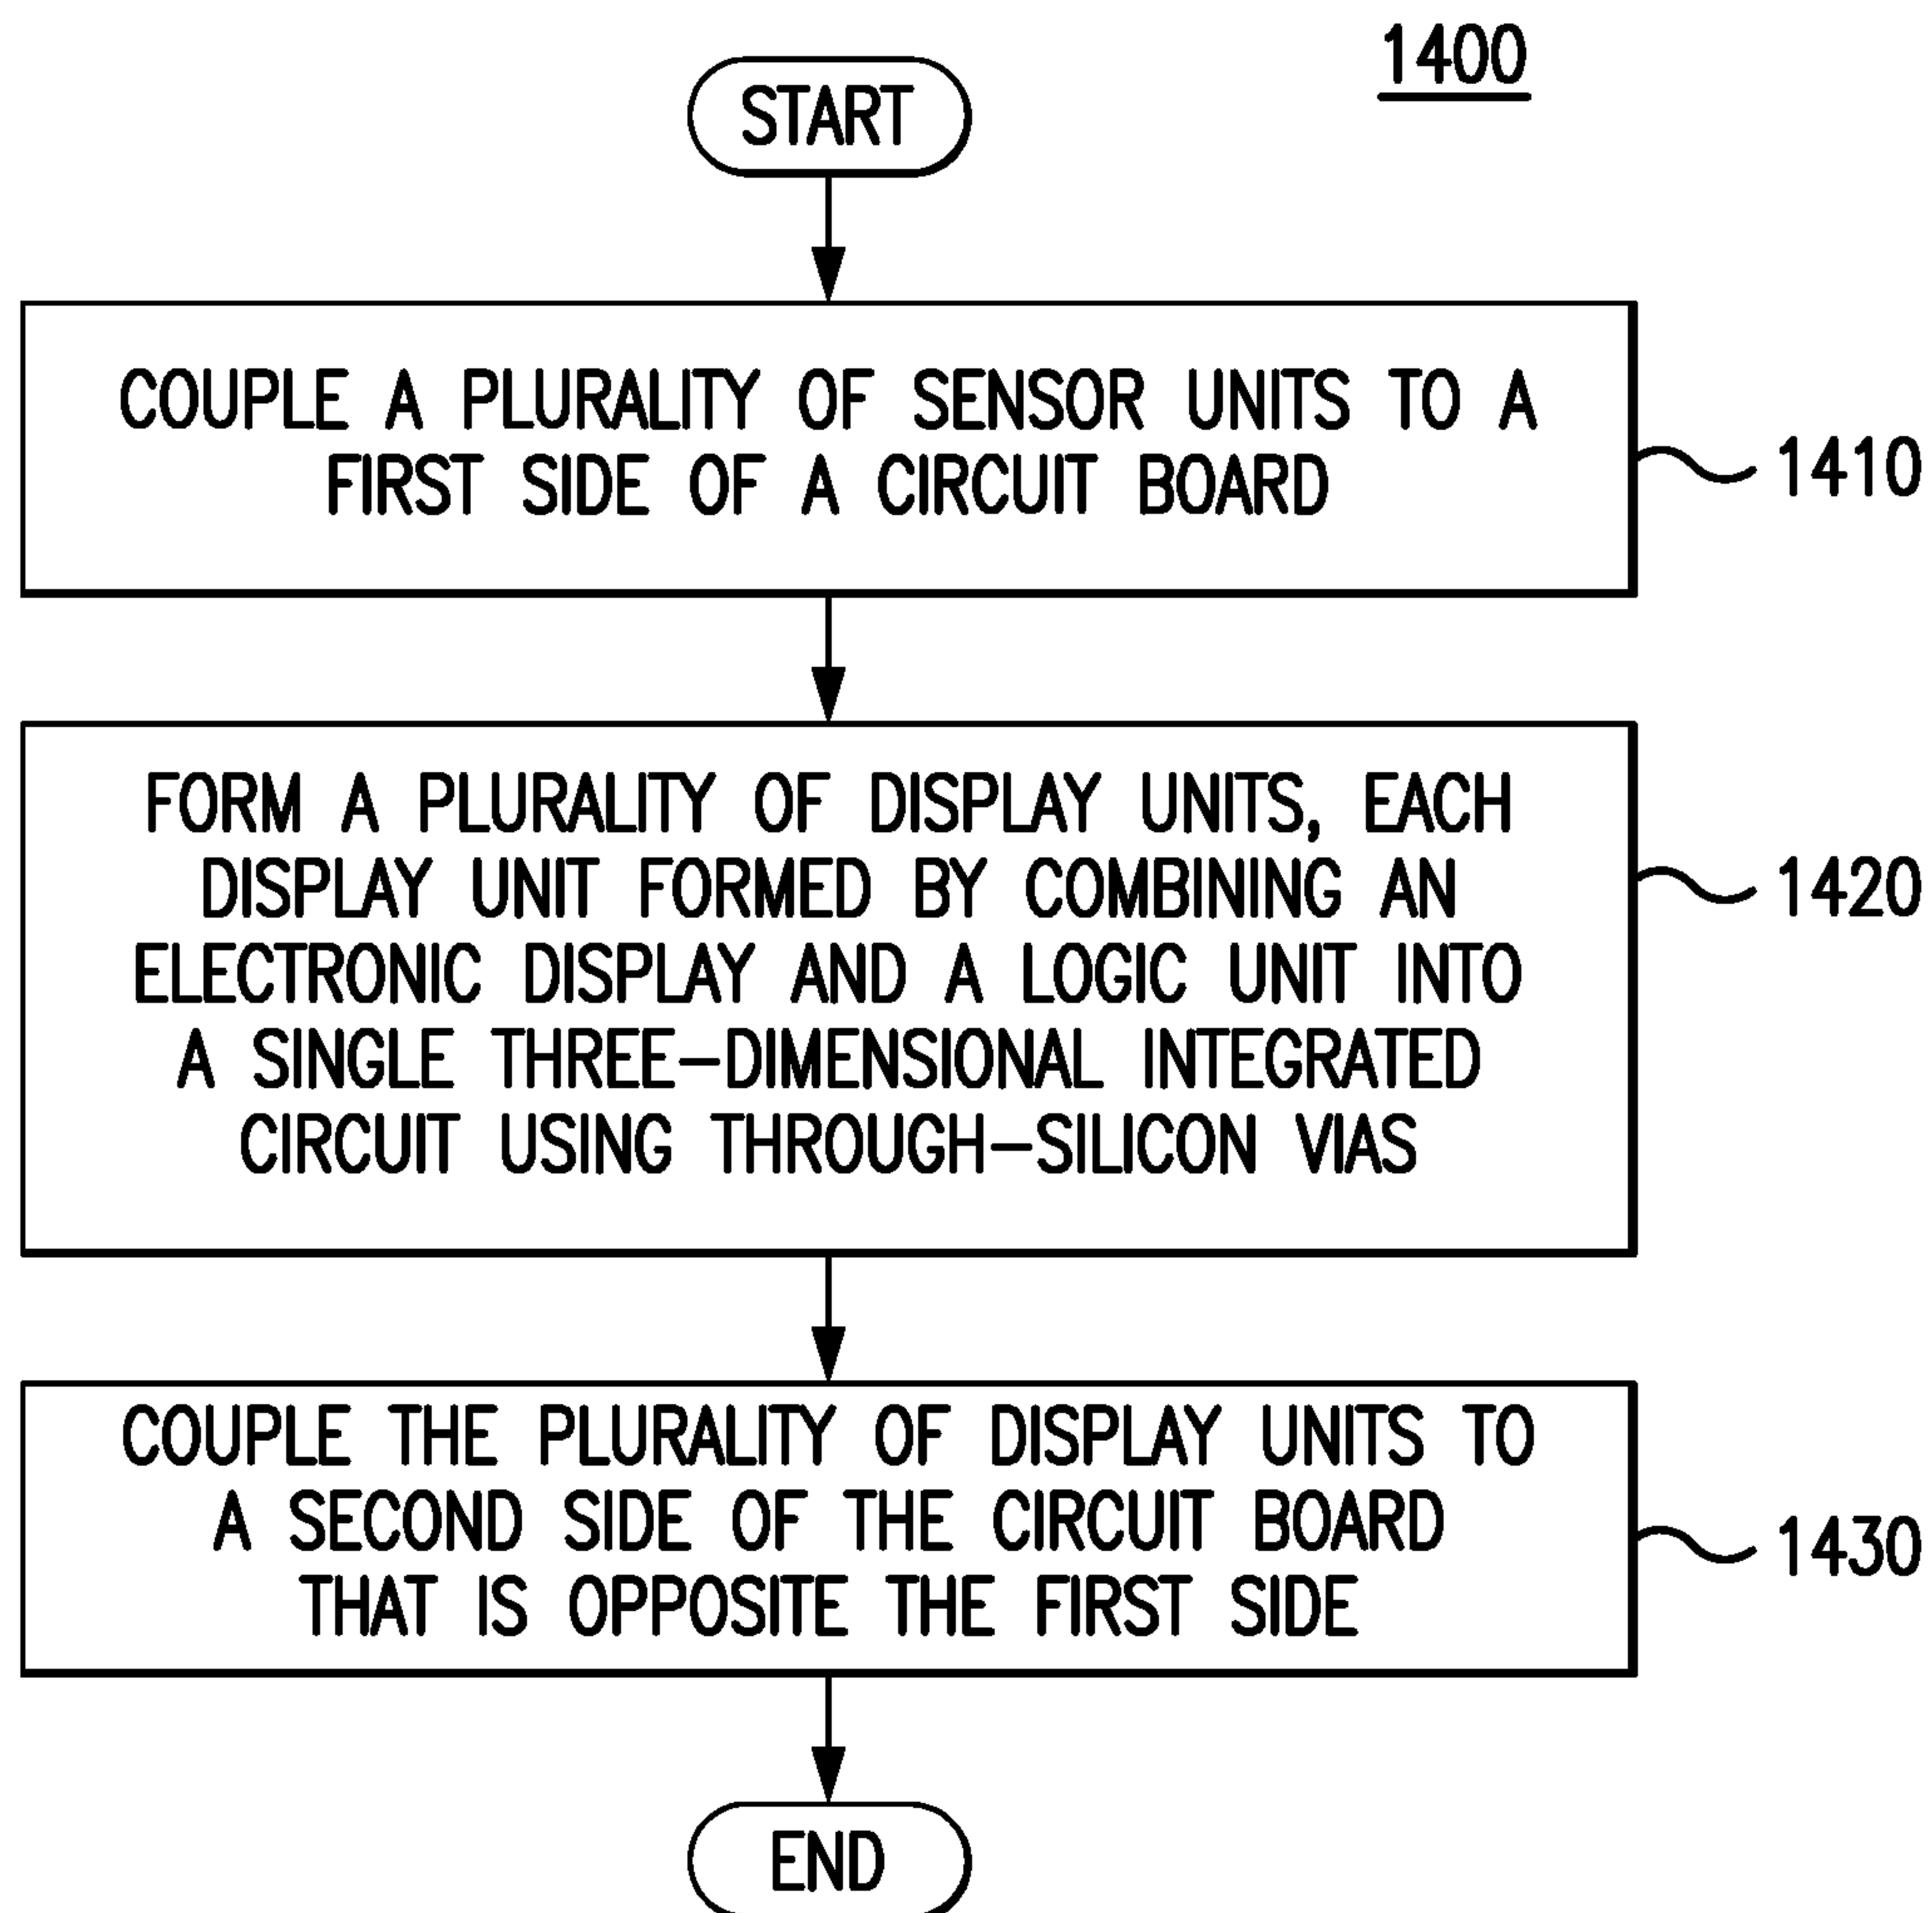 1400
START
COUPLE A PLURALITY OF SENSOR UNITS TO A
FIRST SIDE OF A CIRCUIT BOARD
1410
FORM A PLURALITY OF DISPLAY UNITS, EACH
DISPLAY UNIT FORMED BY COMBINING AN
ELECTRONIC DISPLAY AND A LOGIC UNIT INTO
A SINGLE THREE-DIMENSIONAL INTEGRATED
CIRCUIT USING THROUGH-SILICON VIAS
1420
COUPLE THE PLURALITY OF DISPLAY UNITS TO
A SECOND SIDE OF THE CIRCUIT BOARD
THAT IS OPPOSITE THE FIRST SIDE
1430
END